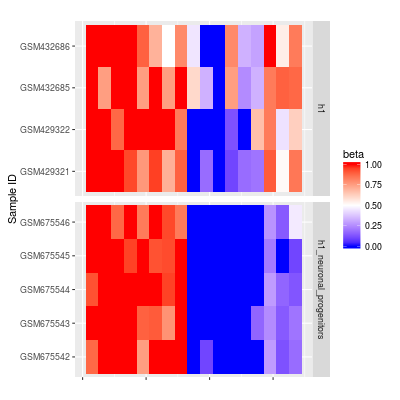 GSM432686
GSM432685
GSM429322
GSM429321
h1
GSM675546
GSM675545
GSM675544
GSM675543
GSM675542
h1_neuronal_progenitors
Sample ID
beta
1.00
0.75
0.50
0.25
0.00